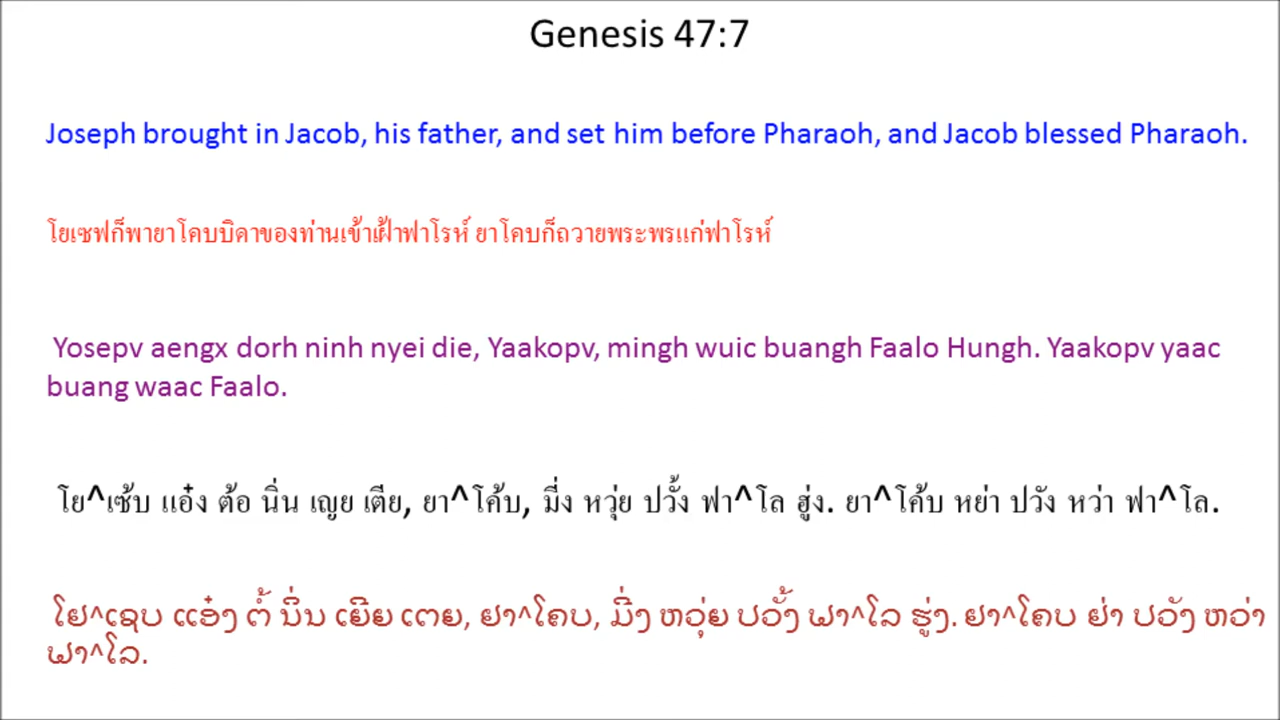 Genesis 47:7
Joseph brought in Jacob, his father, and set him before Pharaoh, and Jacob blessed Pharaoh.
โยเซฟก็พายาโคบบิดาของท่านเข้าเฝ้าฟาโรห์ ยาโคบก็ถวายพระพรแก่ฟาโรห์
Yosepv aengx dorh ninh nyei die, Yaakopv, mingh wuic buangh Faalo Hungh. Yaakopv yaac
buang waac Faalo.
โย^เซ้บ แอ๋ง ต้อ นิ่น เญย เตีย, ยา^โค้บ, มี่ง หวุ่ย ปวั้ง ฟา^โล ฮู่ง. ยา^โค้บ หย่า ปวัง หว่า ฟา^โล.
ໂຢ^ເຊບ ແອ໋ງ ຕໍ້ ນີ່ນ ເຍີຍ ເຕຍ, ຢາ^ໂຄບ, ມີ່ງ ຫວຸ່ຍ ປວັ້ງ ຟາ^ໂລ ຮູ່ງ. ຢາ^ໂຄບ ຢ່າ ປວັງ ຫວ່າ
ຟາ^ໂລ.